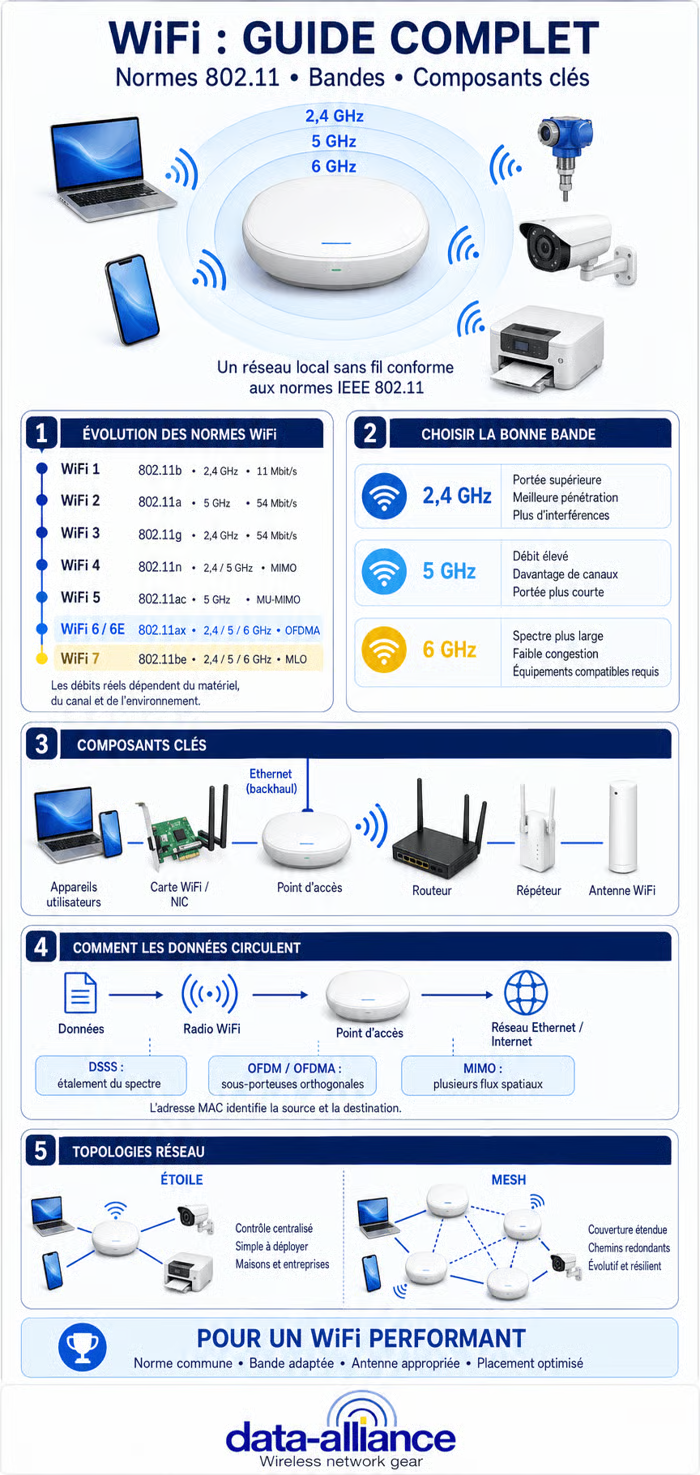 WiFi : GUIDE COMPLET
Normes 802.11 • Bandes • Composants clés
2,4 GHz
5 GHz
6 GHz
Un réseau local sans fil conforme
aux normes IEEE 802.11
1 ÉVOLUTION DES NORMES WiFi
WiFi 1 802.11b • 2,4 GHz • 11 Mbit/s
WiFi 2 802.11a • 5 GHz • 54 Mbit/s
WiFi 3 802.11g • 2,4 GHz • 54 Mbit/s
WiFi 4 802.11n • 2,4 / 5 GHz • MIMO
WiFi 5 802.11ac • 5 GHz • MU-MIMO
WiFi 6 / 6E 802.11ax • 2,4 / 5 / 6 GHz • OFDMA
WiFi 7 802.11be • 2,4 / 5 / 6 GHz • MLO
Les débits réels dépendent du matériel,
du canal et de l'environnement.
2 CHOISIR LA BONNE BANDE
2,4 GHz
Portée supérieure
Meilleure pénétration
Plus d'interférences
5 GHz
Débit élevé
Davantage de canaux
Portée plus courte
6 GHz
Spectre plus large
Faible congestion
Équipements compatibles requis
3 COMPOSANTS CLÉS
Ethernet
(backhaul)
Appareils
utilisateurs
Carte WiFi /
NIC
Point d'accès
Routeur
Répéteur
Antenne WiFi
4 COMMENT LES DONNÉES CIRCULENT
Données
Radio WiFi
Point d'accès
Réseau Ethernet /
Internet
DSSS :
étalement du spectre
OFDM / OFDMA :
sous-porteuses orthogonales
MIMO :
plusieurs flux spatiaux
L'adresse MAC identifie la source et la destination.
5 TOPOLOGIES RÉSEAU
ÉTOILE
Contrôle centralisé
Simple à déployer
Maisons et entreprises
MESH
Couverture étendue
Chemins redondants
Évolutif et résilient
POUR UN WiFi PERFORMANT
Norme commune • Bande adaptée • Antenne appropriée • Placement optimisé
data-alliance
Wireless network gear